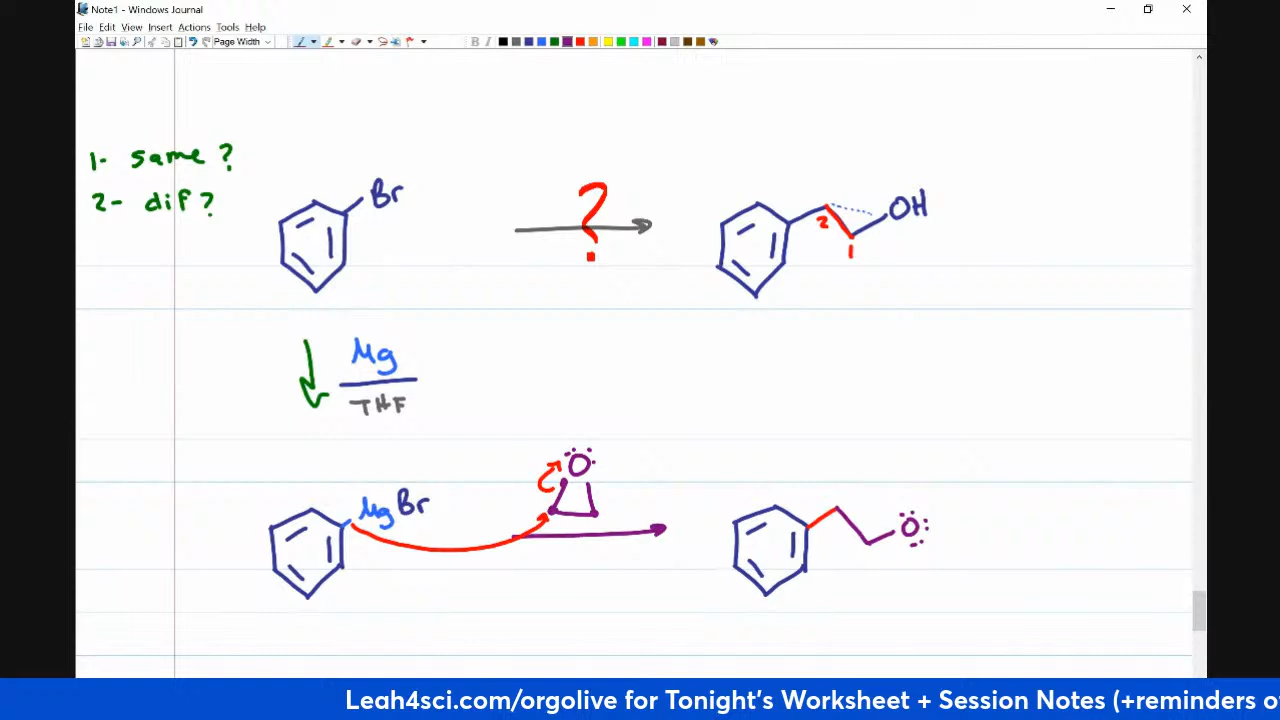 Note1 - Windows Journal
File Edit View Insert Actions Tools Help
Page Width B I
1- same ?
2- dif ?
Br
?
OH
2
1
Mg
THF
O
MgBr
O
Leah4sci.com/orgolive for Tonight's Worksheet + Session Notes (+reminders o